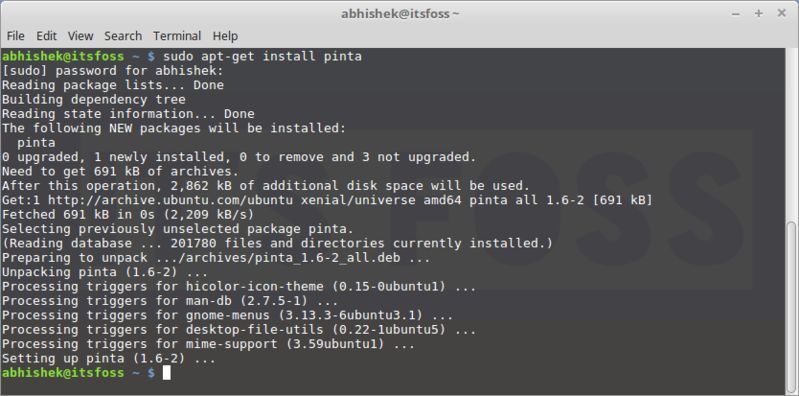 abhishek@itsfoss ~
File Edit View Search Terminal Help
abhishek@itsfoss ~ $ sudo apt-get install pinta
[sudo] password for abhishek:
Reading package lists... Done
Building dependency tree
Reading state information... Done
The following NEW packages will be installed:
  pinta
0 upgraded, 1 newly installed, 0 to remove and 3 not upgraded.
Need to get 691 kB of archives.
After this operation, 2,862 kB of additional disk space will be used.
Get:1 http://archive.ubuntu.com/ubuntu xenial/universe amd64 pinta all 1.6-2 [691 kB]
Fetched 691 kB in 0s (2,209 kB/s)
Selecting previously unselected package pinta.
(Reading database ... 201780 files and directories currently installed.)
Preparing to unpack .../archives/pinta_1.6-2_all.deb ...
Unpacking pinta (1.6-2) ...
Processing triggers for hicolor-icon-theme (0.15-0ubuntu1) ...
Processing triggers for man-db (2.7.5-1) ...
Processing triggers for gnome-menus (3.13.3-6ubuntu3.1) ...
Processing triggers for desktop-file-utils (0.22-1ubuntu5) ...
Processing triggers for mime-support (3.59ubuntu1) ...
Setting up pinta (1.6-2) ...
abhishek@itsfoss ~ $
IT'S FOSS